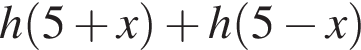 h(5 + x) + h(5 − x)